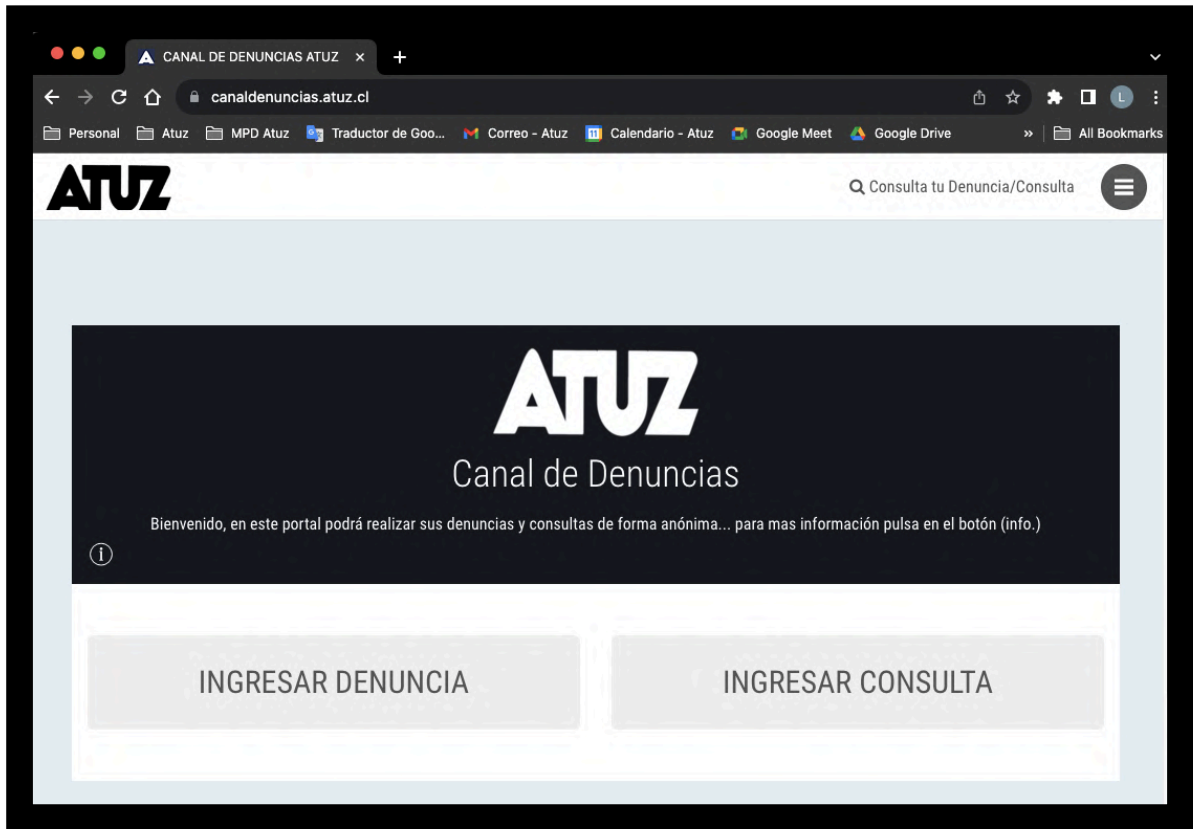 CANAL DE DENUNCIAS ATUZ
canaldenuncias.atuz.cl
L
Personal Atuz MPD Atuz Traductor de Goo... Correo - Atuz 11 Calendario - Atuz Google Meet Google Drive » All Bookmarks
ATUZ Consulta tu Denuncia/Consulta
ATUZ
Canal de Denuncias
Bienvenido, en este portal podrá realizar sus denuncias y consultas de forma anónima... para mas información pulsa en el botón (info.)
i
INGRESAR DENUNCIA INGRESAR CONSULTA